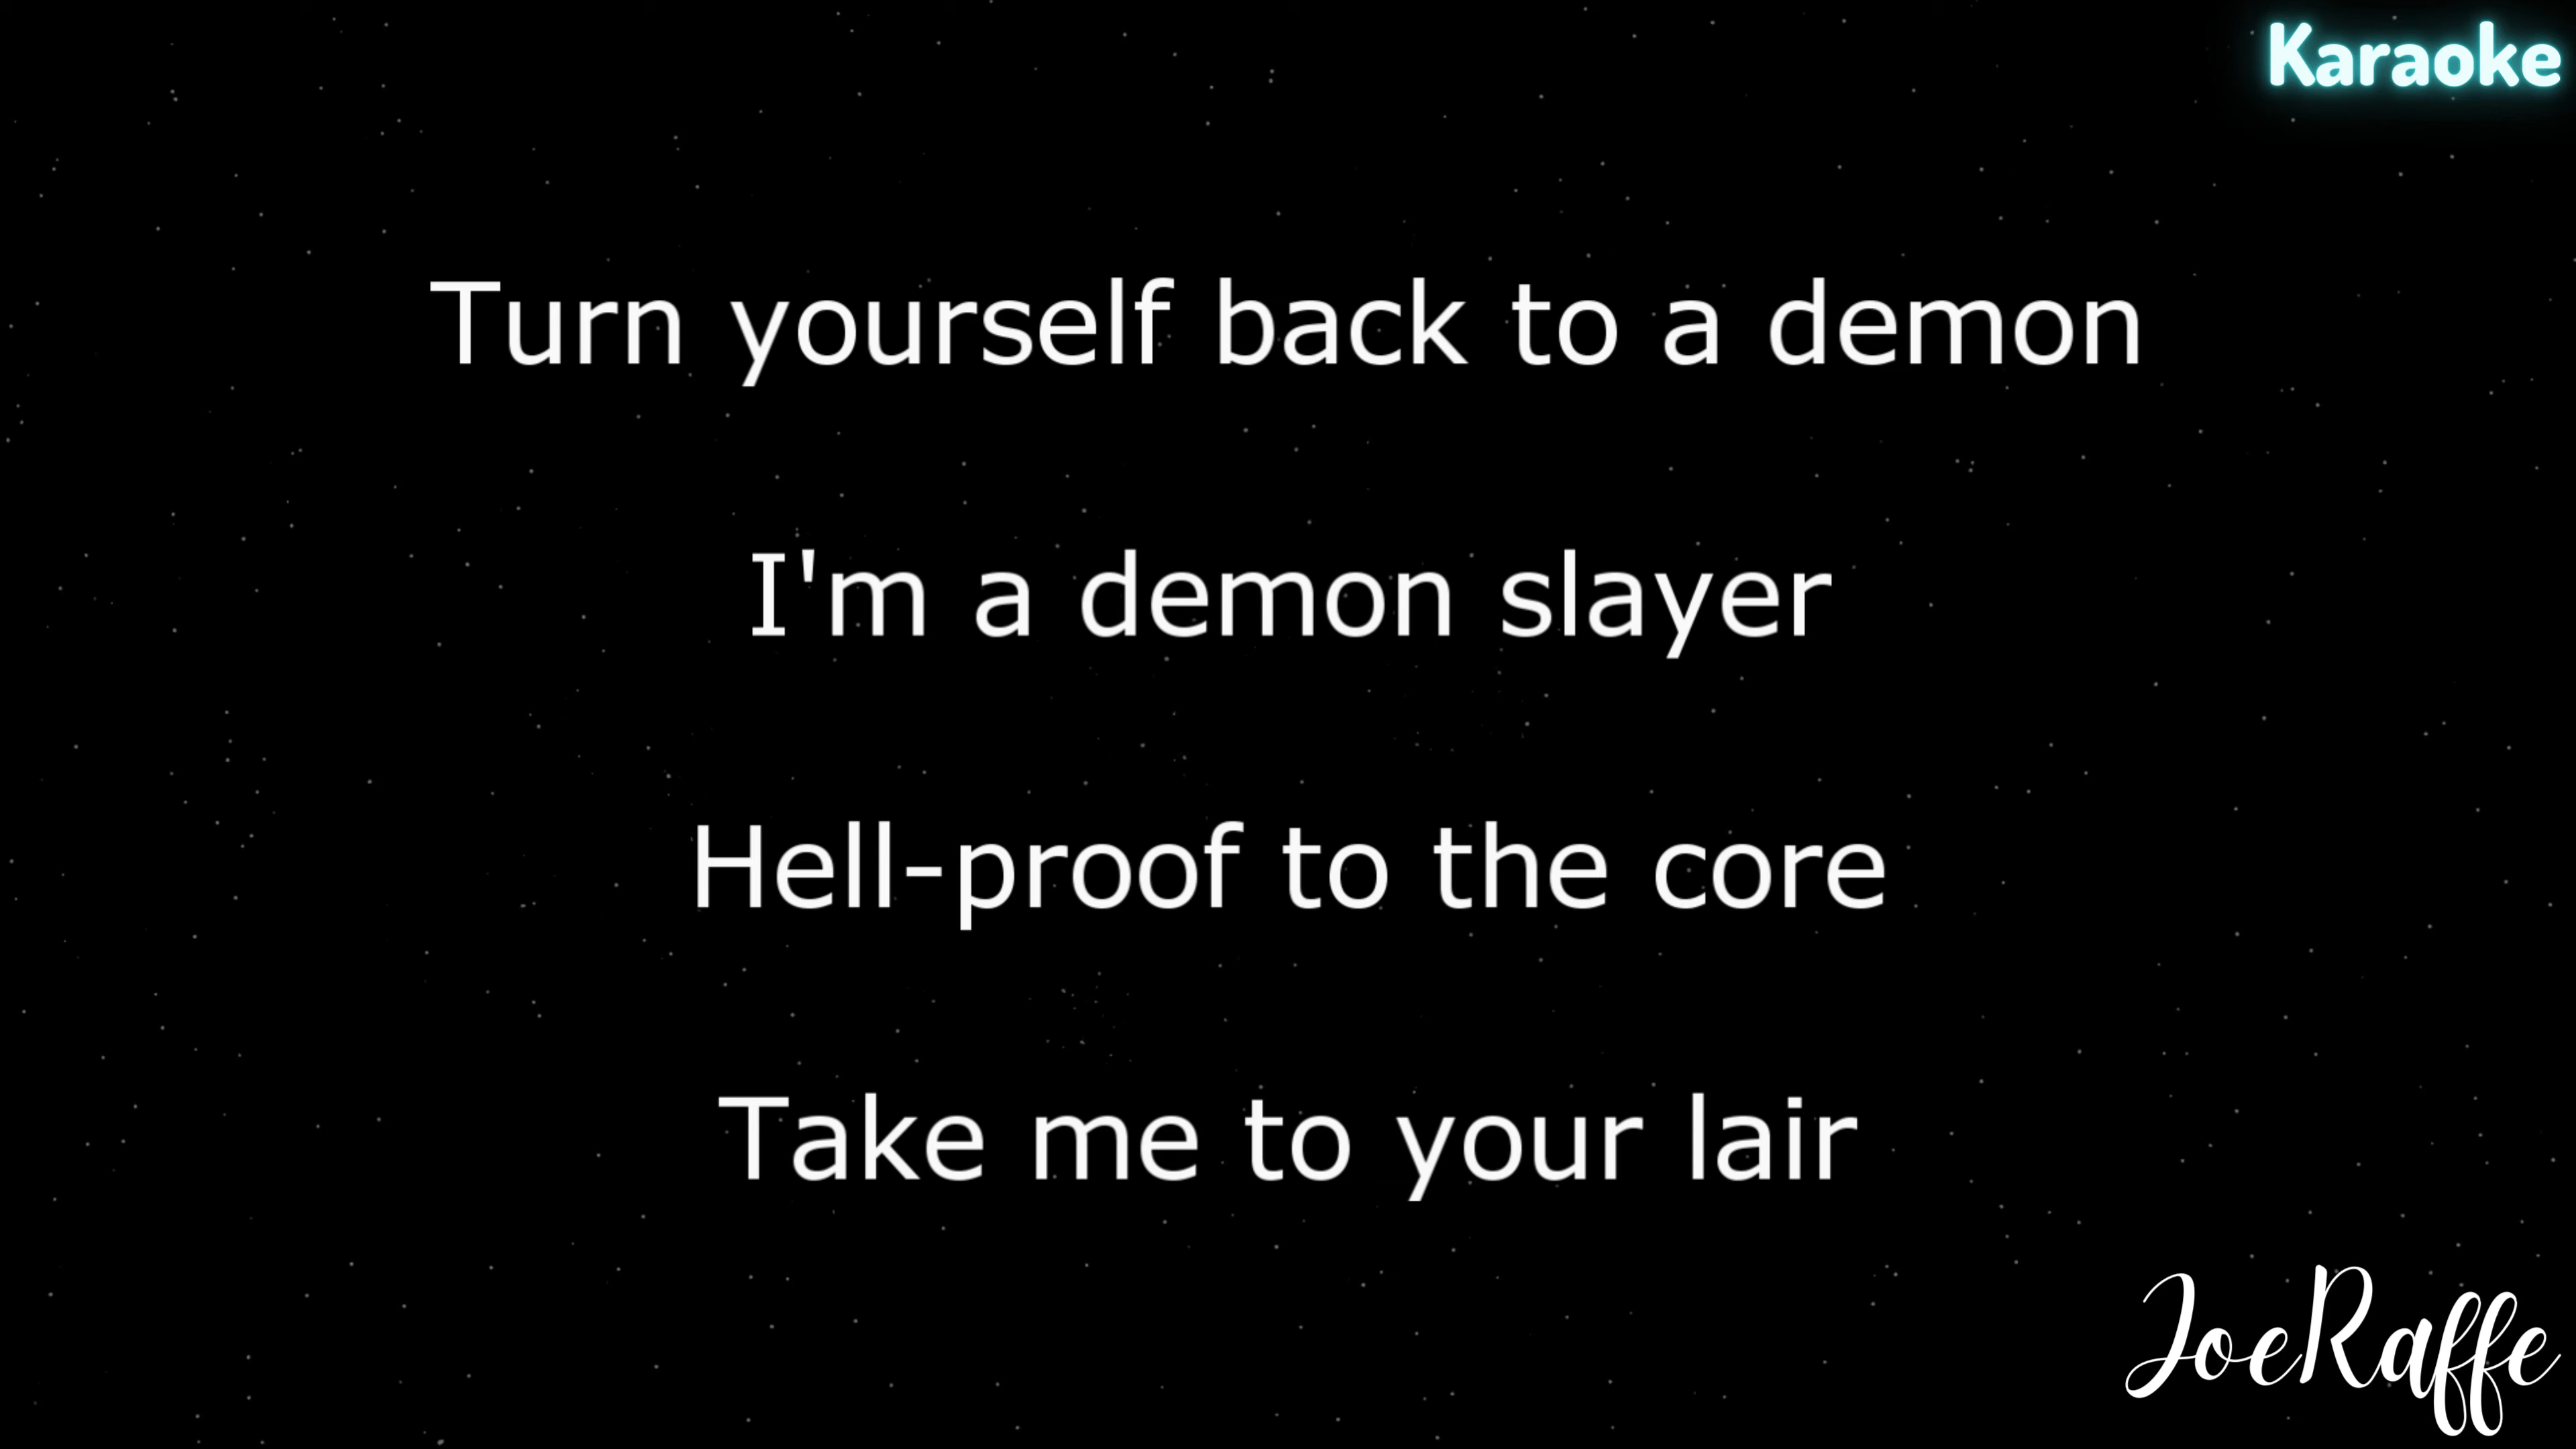 Karaoke
Turn yourself back to a demon
I'm a demon slayer
Hell-proof to the core
Take me to your lair
JoeRaffe